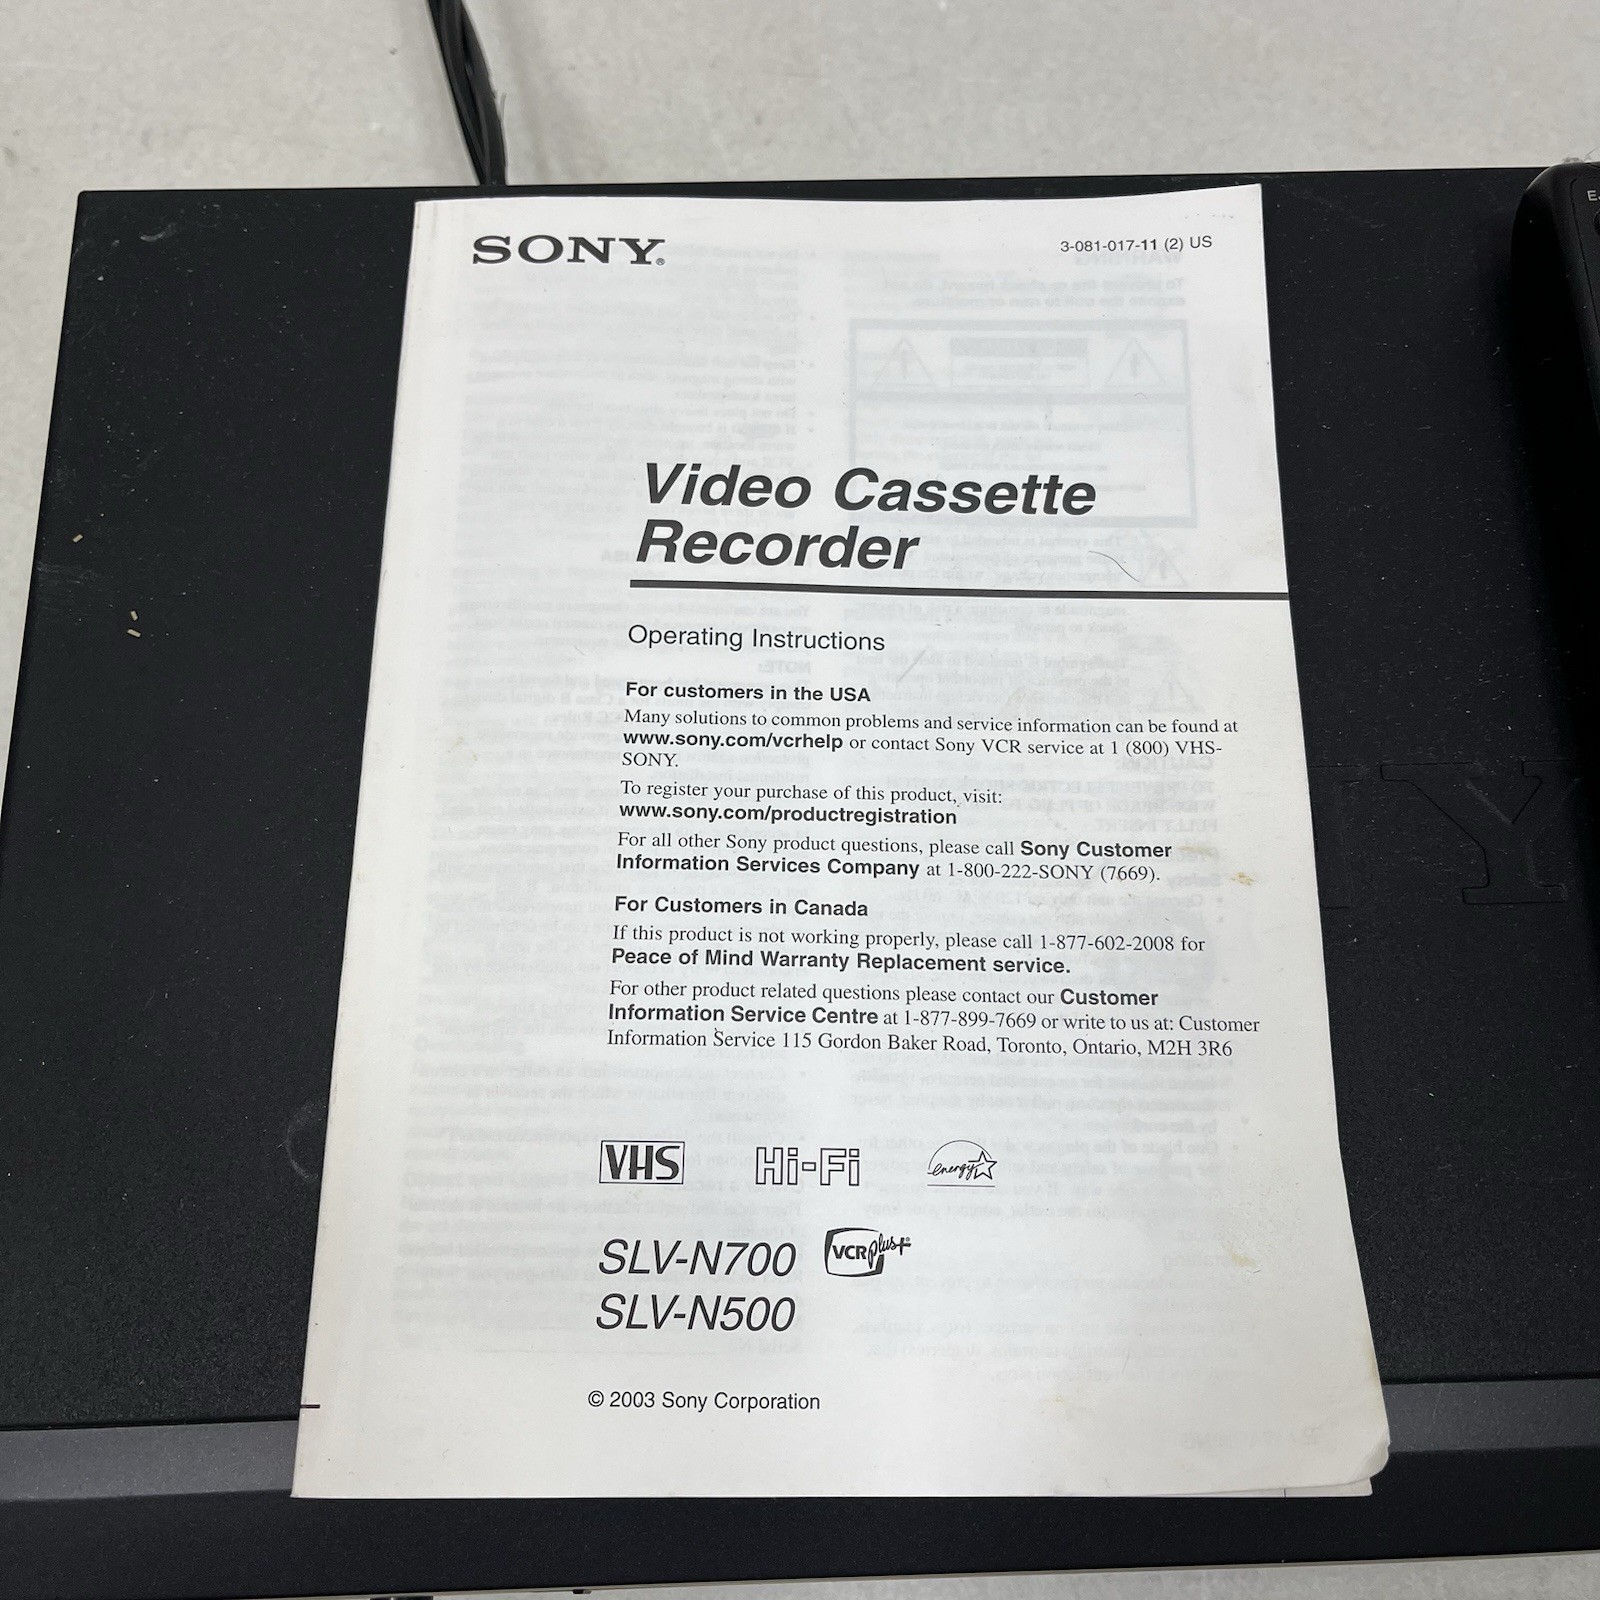 SONY®
3-081-017-11 (2) US
Video Cassette
Recorder
Operating Instructions
For customers in the USA
Many solutions to common problems and service information can be found at
www.sony.com/vcrhelp or contact Sony VCR service at 1 (800) VHS-
SONY.
To register your purchase of this product, visit:
www.sony.com/productregistration
For all other Sony product questions, please call Sony Customer
Information Services Company at 1-800-222-SONY (7669).
For Customers in Canada
If this product is not working properly, please call 1-877-602-2008 for
Peace of Mind Warranty Replacement service.
For other product related questions please contact our Customer
Information Service Centre at 1-877-899-7669 or write to us at: Customer
Information Service 115 Gordon Baker Road, Toronto, Ontario, M2H 3R6
VHS Hi-Fi energy
SLV-N700 VCR plus+®
SLV-N500
© 2003 Sony Corporation